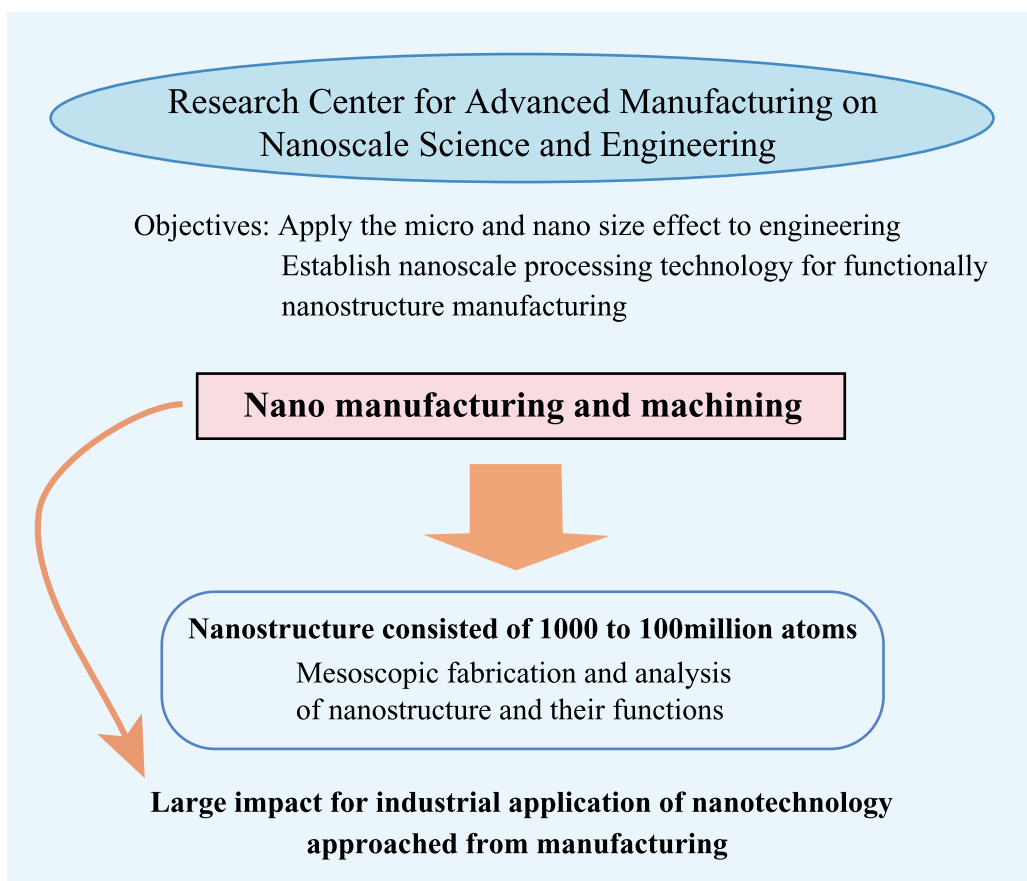 Research Center for Advanced Manufacturing on
Nanoscale Science and Engineering
Objectives: Apply the micro and nano size effect to engineering
Establish nanoscale processing technology for functionally
nanostructure manufacturing
Nano manufacturing and machining
Nanostructure consisted of 1000 to 100million atoms
Mesoscopic fabrication and analysis
of nanostructure and their functions
Large impact for industrial application of nanotechnology
approached from manufacturing